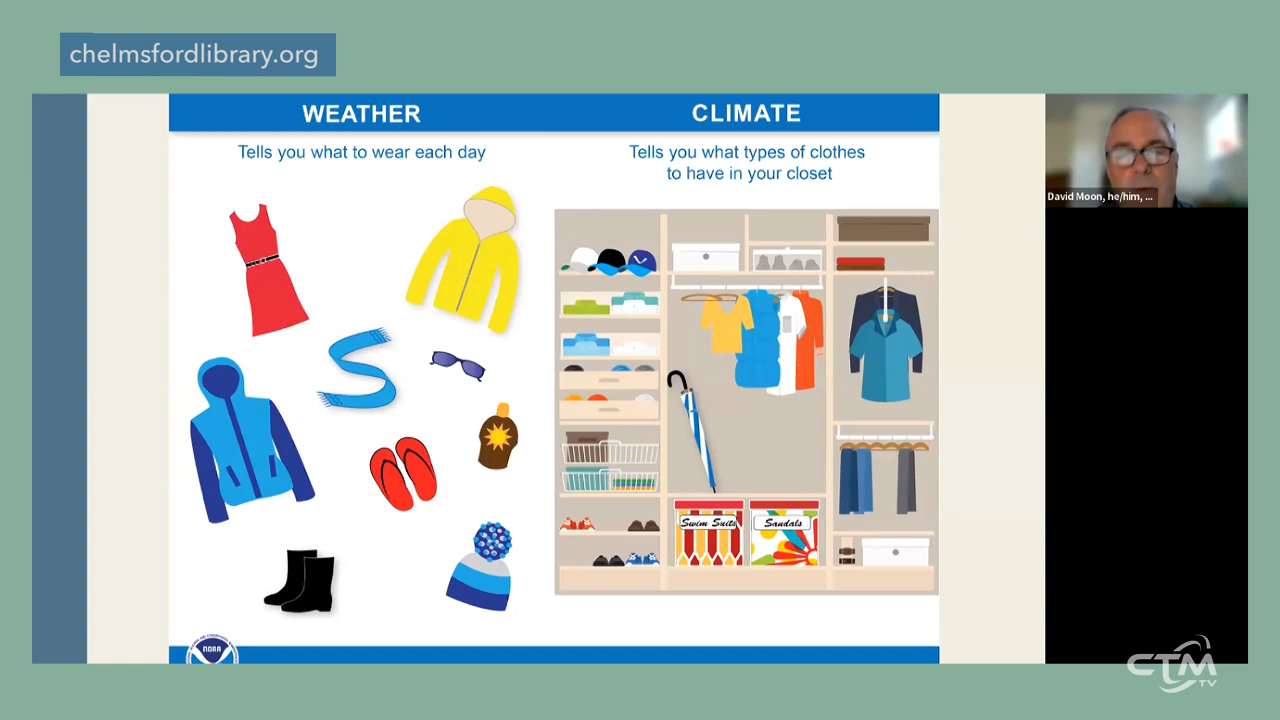 chelmsfordlibrary.org
WEATHER
CLIMATE
Tells you what to wear each day
Tells you what types of clothes
to have in your closet
David Moon, he/him, ...
Swim Suits
Sandals
NOAA
CTM
TV